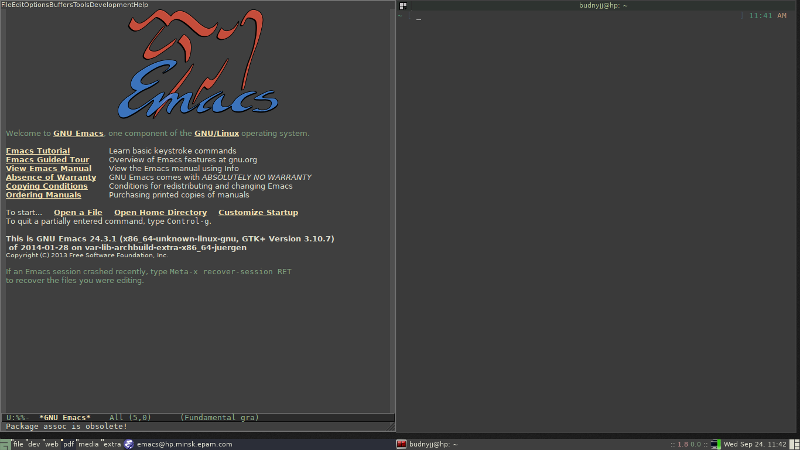 FileEditOptionsBuffersToolsDevelopmentHelp
Emacs
Welcome to GNU Emacs, one component of the GNU/Linux operating system.
Emacs Tutorial Learn basic keystroke commands
Emacs Guided Tour Overview of Emacs features at gnu.org
View Emacs Manual View the Emacs manual using Info
Absence of Warranty GNU Emacs comes with ABSOLUTELY NO WARRANTY
Copying Conditions Conditions for redistributing and changing Emacs
Ordering Manuals Purchasing printed copies of manuals
To start... Open a File Open Home Directory Customize Startup
To quit a partially entered command, type Control-g.
This is GNU Emacs 24.3.1 (x86_64-unknown-linux-gnu, GTK+ Version 3.10.7)
of 2014-01-28 on var-lib-archbuild-extra-x86_64-juergen
Copyright (C) 2013 Free Software Foundation, Inc.
If an Emacs session crashed recently, type Meta-x recover-session RET
to recover the files you were editing.
U:%%- *GNU Emacs* All (5,0) (Fundamental gra)
Package assoc is obsolete!
budnyjj@hp: ~
~ _ 11:41 AM
file dev web pdf media extra emacs@hp.minsk.epam.com budnyjj@hp: ~ :: 1.8 0.0 :: Wed Sep 24, 11:42